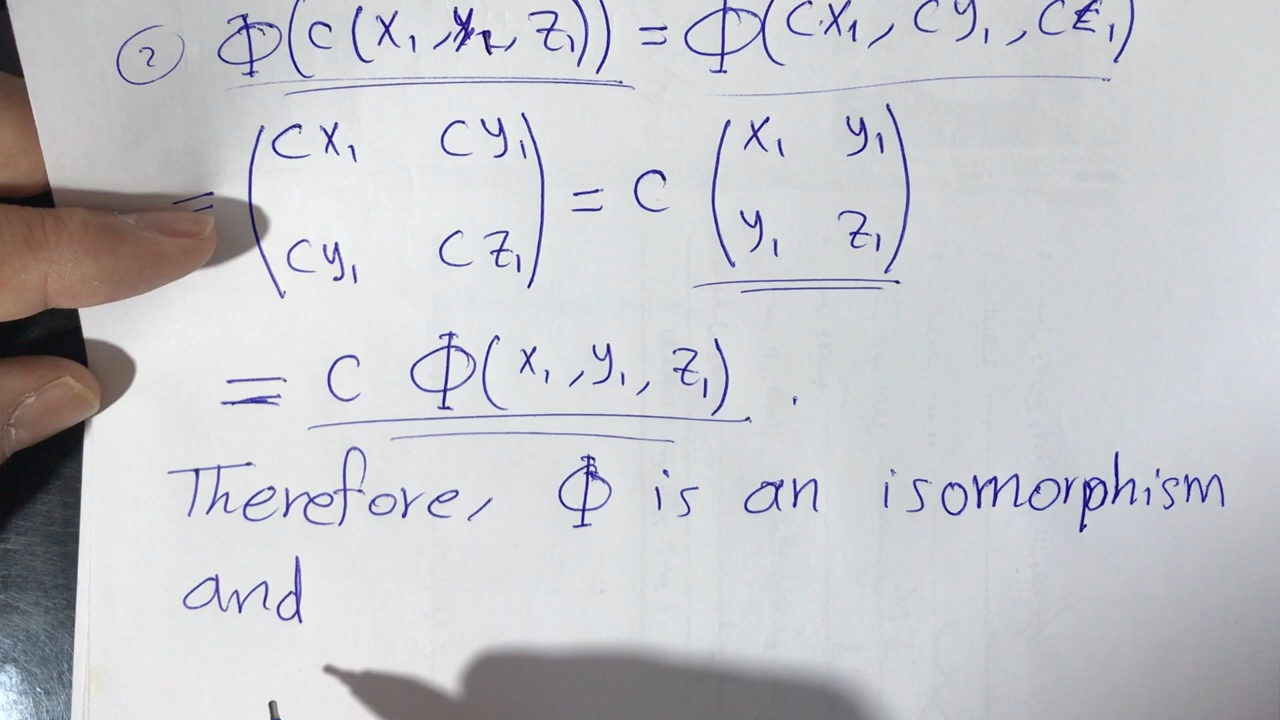 ② Φ(c(x₁, y₁, z₁)) = Φ(cx₁, cy₁, cz₁)
= (cx₁ cy₁
cy₁ cz₁) = c (x₁ y₁
y₁ z₁)
= c Φ(x₁, y₁, z₁).
Therefore, Φ is an isomorphism
and